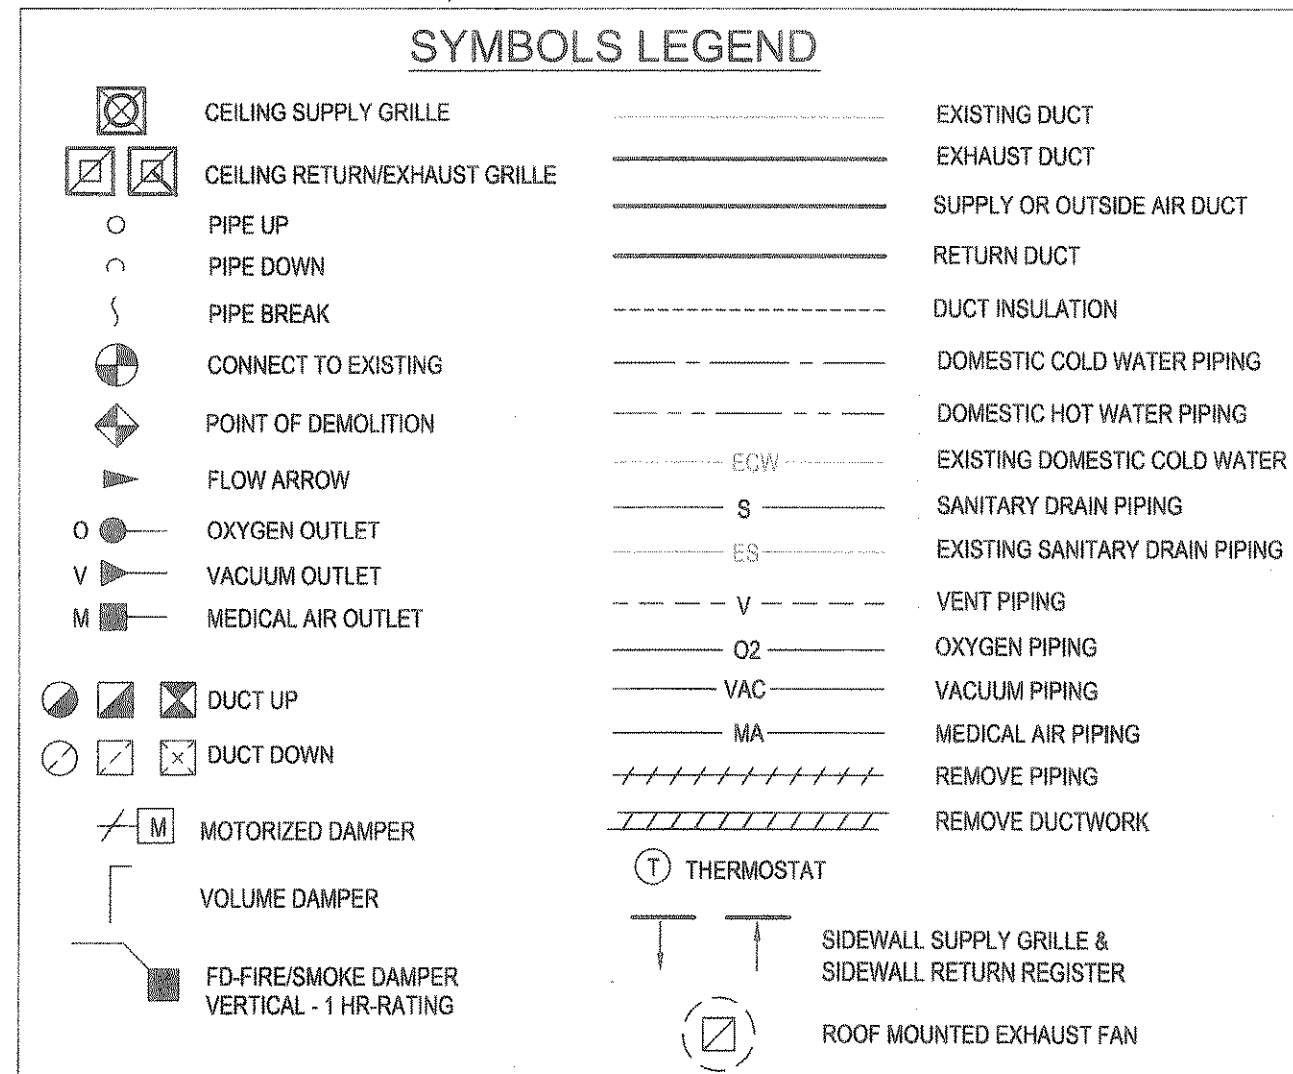 SYMBOLS LEGEND
CEILING SUPPLY GRILLE
CEILING RETURN/EXHAUST GRILLE
PIPE UP
PIPE DOWN
PIPE BREAK
CONNECT TO EXISTING
POINT OF DEMOLITION
FLOW ARROW
O OXYGEN OUTLET
V VACUUM OUTLET
M MEDICAL AIR OUTLET
DUCT UP
DUCT DOWN
M MOTORIZED DAMPER
VOLUME DAMPER
FD-FIRE/SMOKE DAMPER
VERTICAL - 1 HR-RATING
EXISTING DUCT
EXHAUST DUCT
SUPPLY OR OUTSIDE AIR DUCT
RETURN DUCT
DUCT INSULATION
DOMESTIC COLD WATER PIPING
DOMESTIC HOT WATER PIPING
ECW EXISTING DOMESTIC COLD WATER
S SANITARY DRAIN PIPING
ES EXISTING SANITARY DRAIN PIPING
V VENT PIPING
O2 OXYGEN PIPING
VAC VACUUM PIPING
MA MEDICAL AIR PIPING
REMOVE PIPING
REMOVE DUCTWORK
T THERMOSTAT
SIDEWALL SUPPLY GRILLE &
SIDEWALL RETURN REGISTER
ROOF MOUNTED EXHAUST FAN